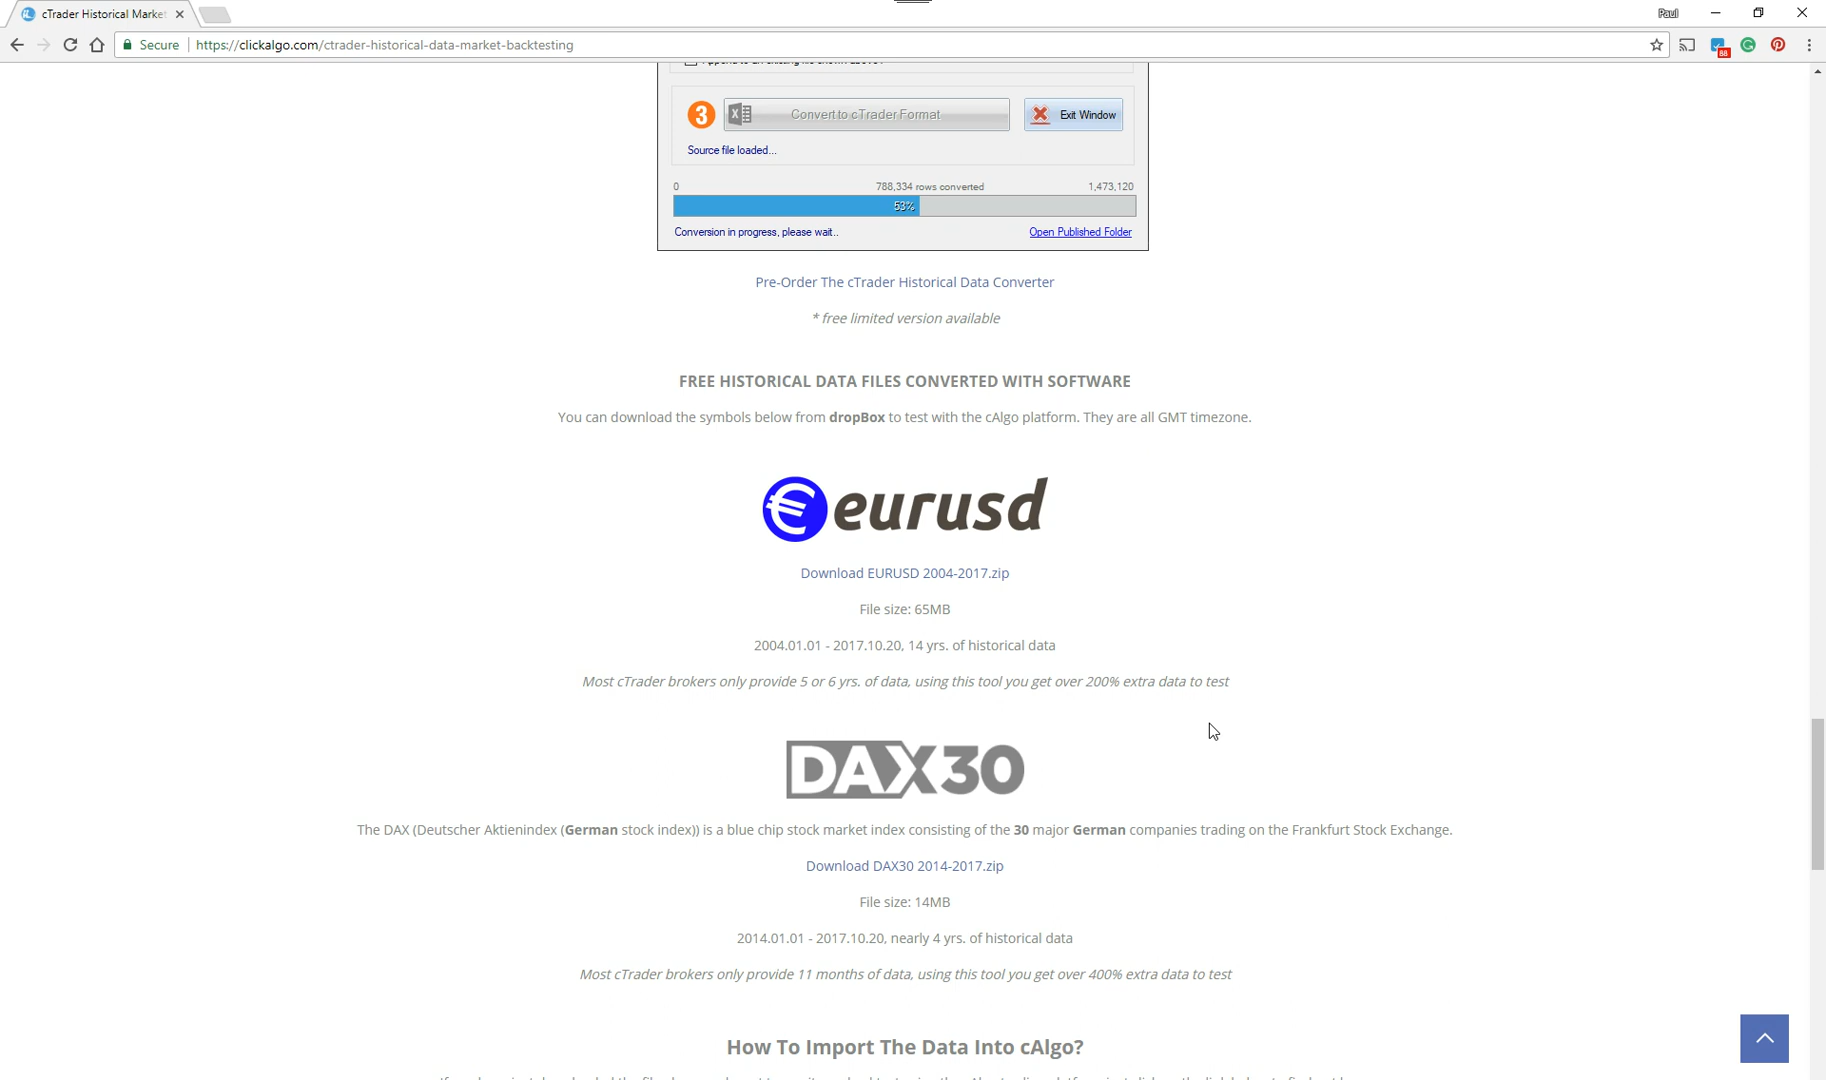 cTrader Historical Market
Paul
Secure
https://clickalgo.com/ctrader-historical-data-market-backtesting
88
3
Convert to cTrader Format
Exit Window
Source file loaded...
0
788,334 rows converted
1,473,120
53%
Conversion in progress, please wait..
Open Published Folder
Pre-Order The cTrader Historical Data Converter
* free limited version available
FREE HISTORICAL DATA FILES CONVERTED WITH SOFTWARE
You can download the symbols below from dropBox to test with the cAlgo platform. They are all GMT timezone.
€ eurusd
Download EURUSD 2004-2017.zip
File size: 65MB
2004.01.01 - 2017.10.20, 14 yrs. of historical data
Most cTrader brokers only provide 5 or 6 yrs. of data, using this tool you get over 200% extra data to test
DAX30
The DAX (Deutscher Aktienindex (German stock index)) is a blue chip stock market index consisting of the 30 major German companies trading on the Frankfurt Stock Exchange.
Download DAX30 2014-2017.zip
File size: 14MB
2014.01.01 - 2017.10.20, nearly 4 yrs. of historical data
Most cTrader brokers only provide 11 months of data, using this tool you get over 400% extra data to test
How To Import The Data Into cAlgo?